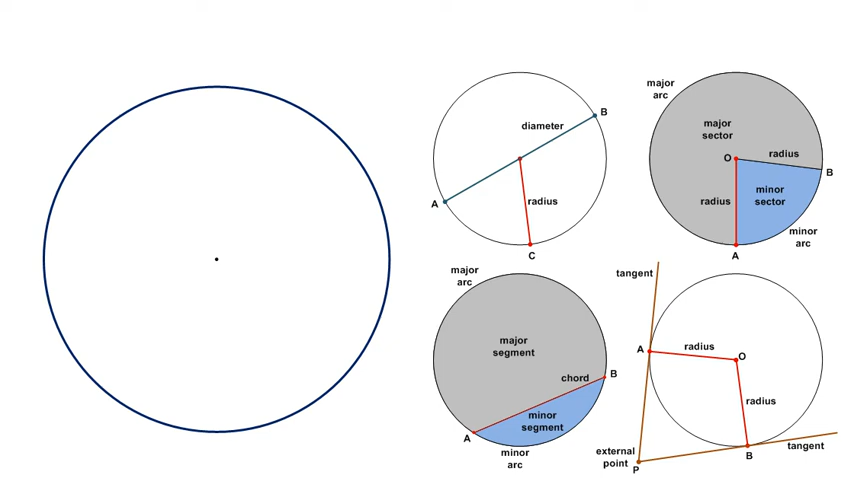 B
diameter
radius
A
C
major
arc
major
sector
O
radius
B
radius
minor
sector
minor
arc
A
major
arc
major
segment
chord
B
minor
segment
A
minor
arc
tangent
A
radius
O
radius
external
point
P
B
tangent